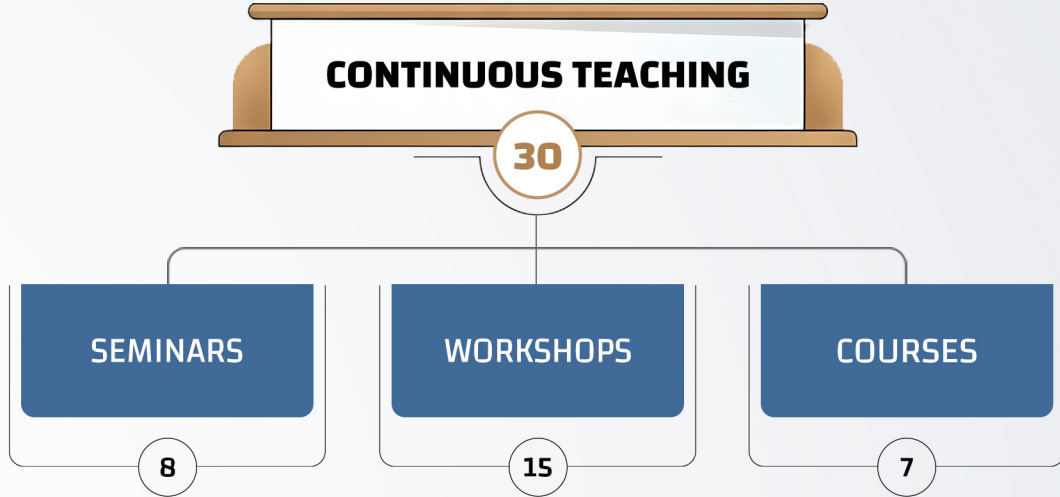 CONTINUOUS TEACHING
30
SEMINARS
WORKSHOPS
COURSES
8
15
7